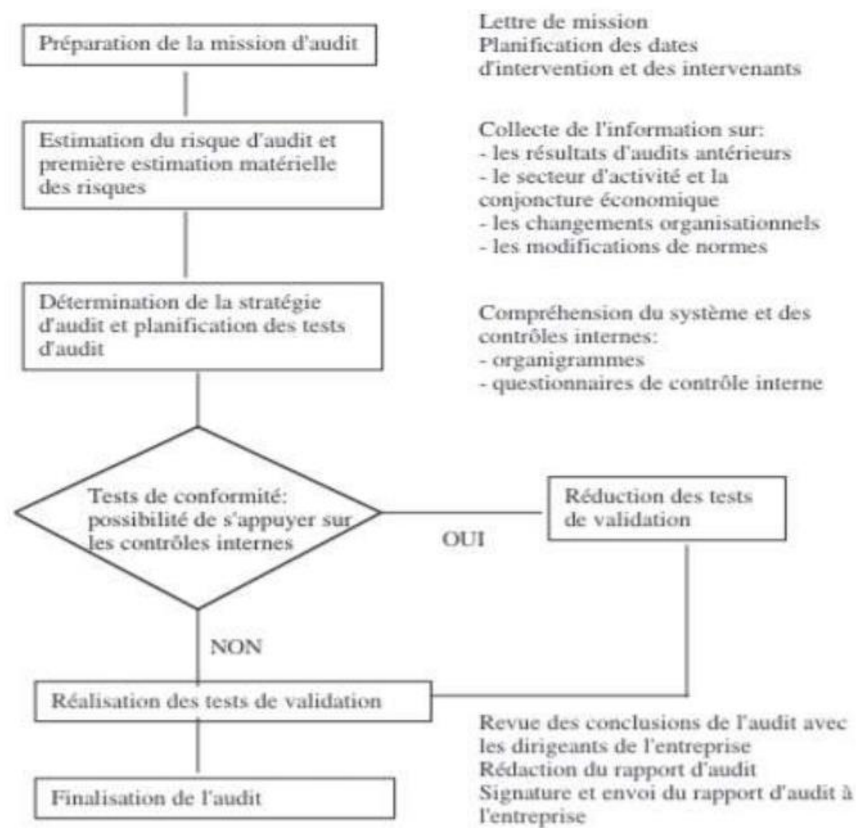 Préparation de la mission d'audit
Lettre de mission
Planification des dates
d'intervention et des intervenants
Estimation du risque d'audit et
première estimation matérielle
des risques
Collecte de l'information sur:
- les résultats d'audits antérieurs
- le secteur d'activité et la
conjoncture économique
- les changements organisationnels
- les modifications de normes
Détermination de la stratégie
d'audit et planification des tests
d'audit
Compréhension du système et des
contrôles internes:
- organigrammes
- questionnaires de contrôle interne
Tests de conformité:
possibilité de s'appuyer sur
les contrôles internes
OUI
Réduction des tests
de validation
NON
Réalisation des tests de validation
Finalisation de l'audit
Revue des conclusions de l'audit avec
les dirigeants de l'entreprise
Rédaction du rapport d'audit
Signature et envoi du rapport d'audit à
l'entreprise